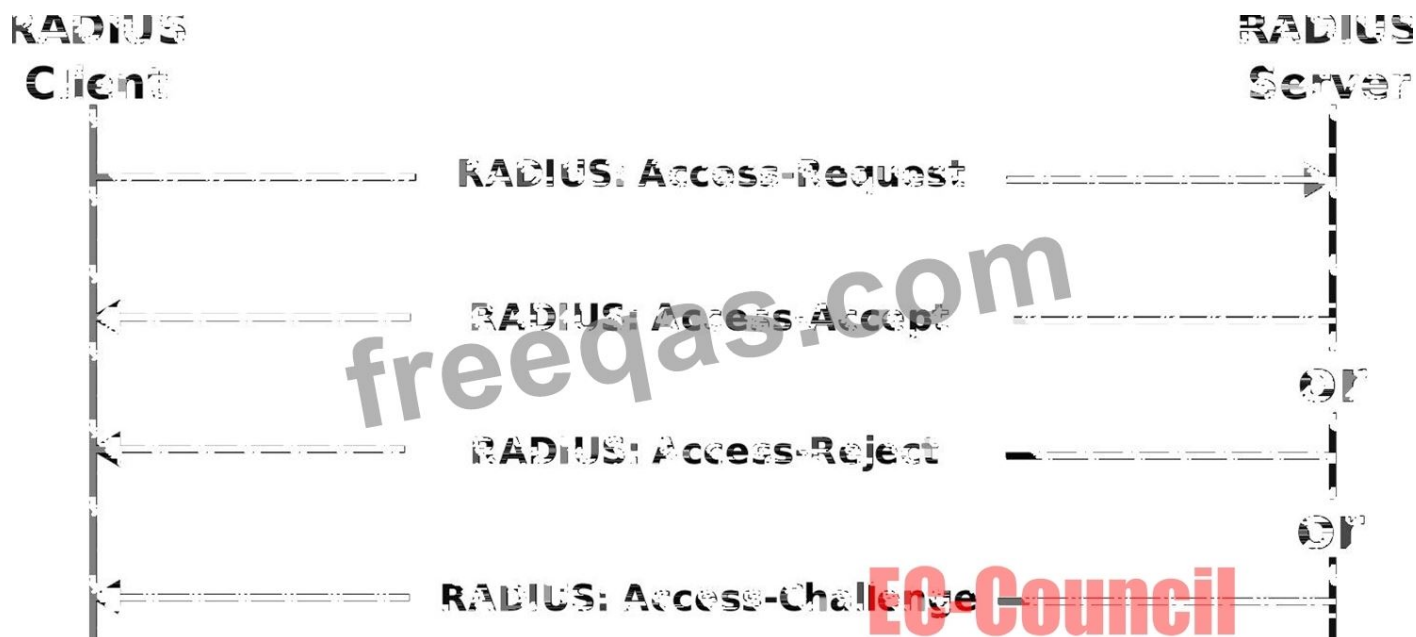 RADIUS Client
RADIUS Server
RADIUS: Access-Request
RADIUS: Access-Accept
or
RADIUS: Access-Reject
or
RADIUS: Access-Challenge
freeqas.com
EC-Council